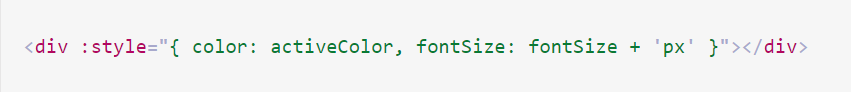 <div :style="{ color: activeColor, fontSize: fontSize + 'px' }"></div>